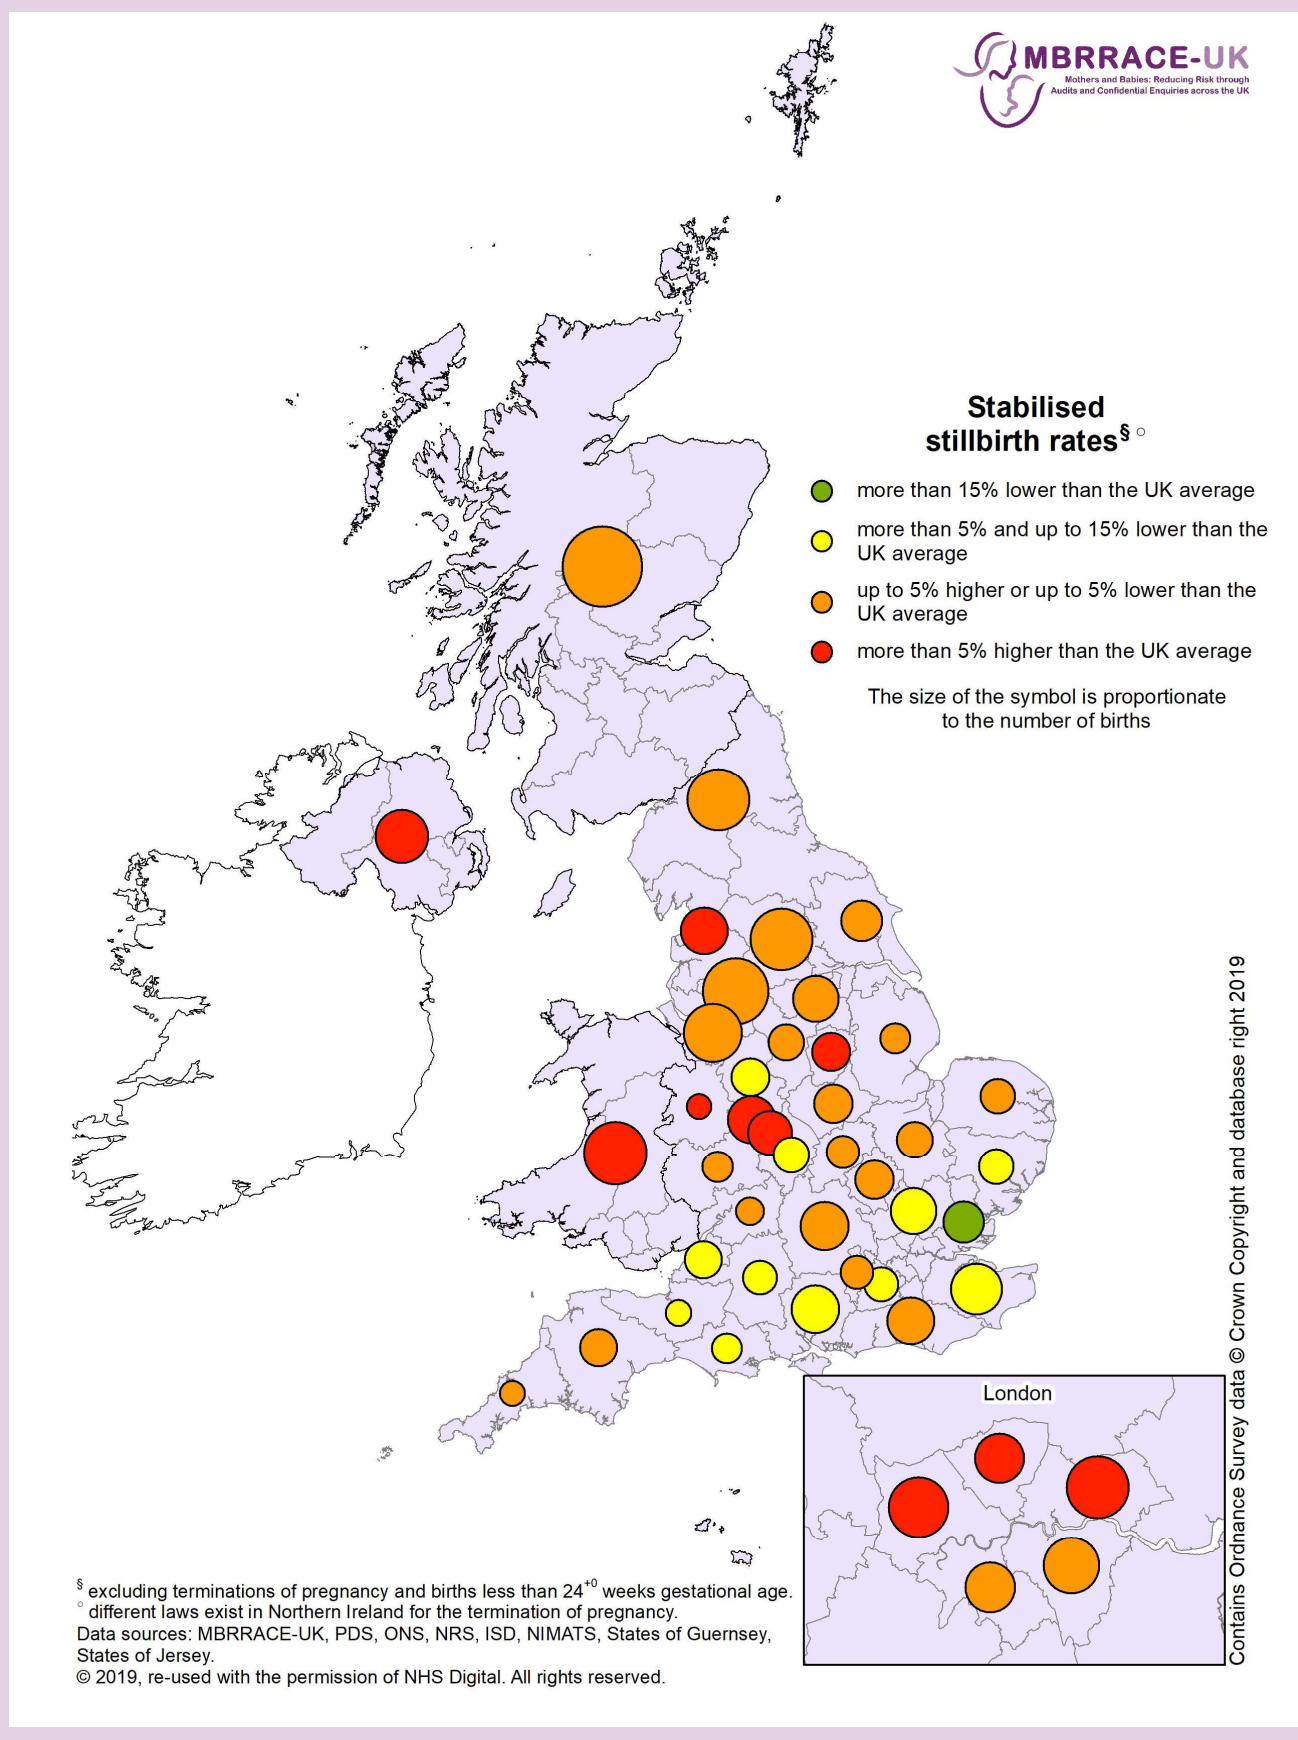 MBRRACE-UK
Mothers and Babies: Reducing Risk through
Audits and Confidential Enquiries across the UK
Stabilised
stillbirth rates§ ○
more than 15% lower than the UK average
more than 5% and up to 15% lower than the
UK average
up to 5% higher or up to 5% lower than the
UK average
more than 5% higher than the UK average
The size of the symbol is proportionate
to the number of births
London
Contains Ordnance Survey data © Crown Copyright and database right 2019
§ excluding terminations of pregnancy and births less than 24+0 weeks gestational age.
○ different laws exist in Northern Ireland for the termination of pregnancy.
Data sources: MBRRACE-UK, PDS, ONS, NRS, ISD, NIMATS, States of Guernsey,
States of Jersey.
© 2019, re-used with the permission of NHS Digital. All rights reserved.